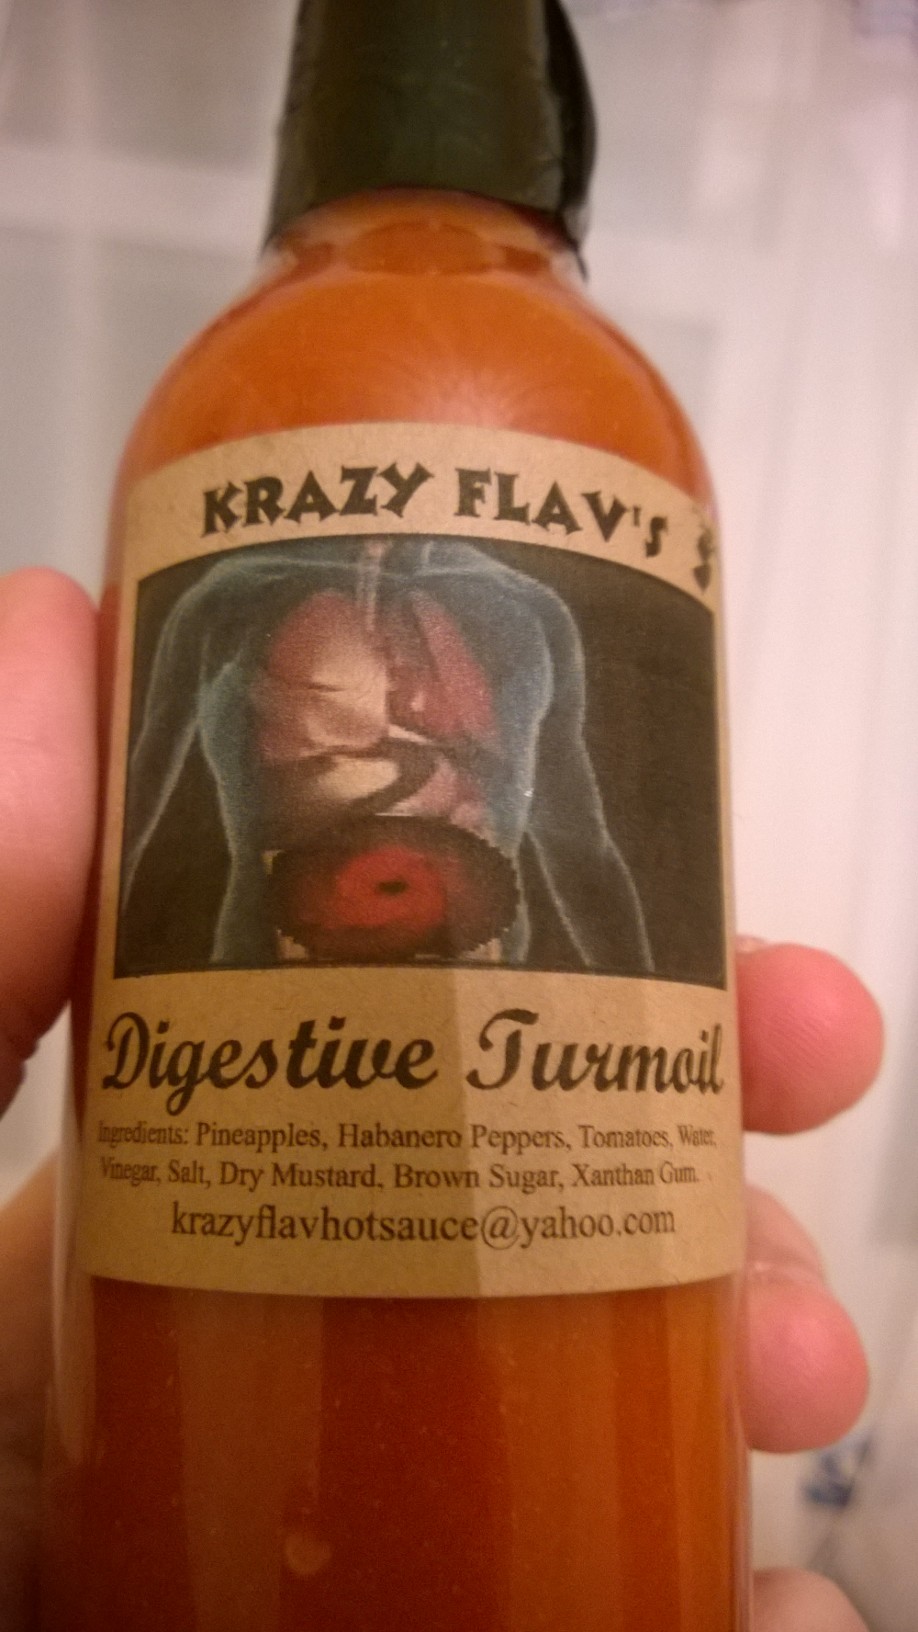 KRAZY FLAV'S
Digestive Turmoil
Ingredients: Pineapples, Habanero Peppers, Tomatoes, Water,
Vinegar, Salt, Dry Mustard, Brown Sugar, Xanthan Gum.
krazyflavhotsauce@yahoo.com